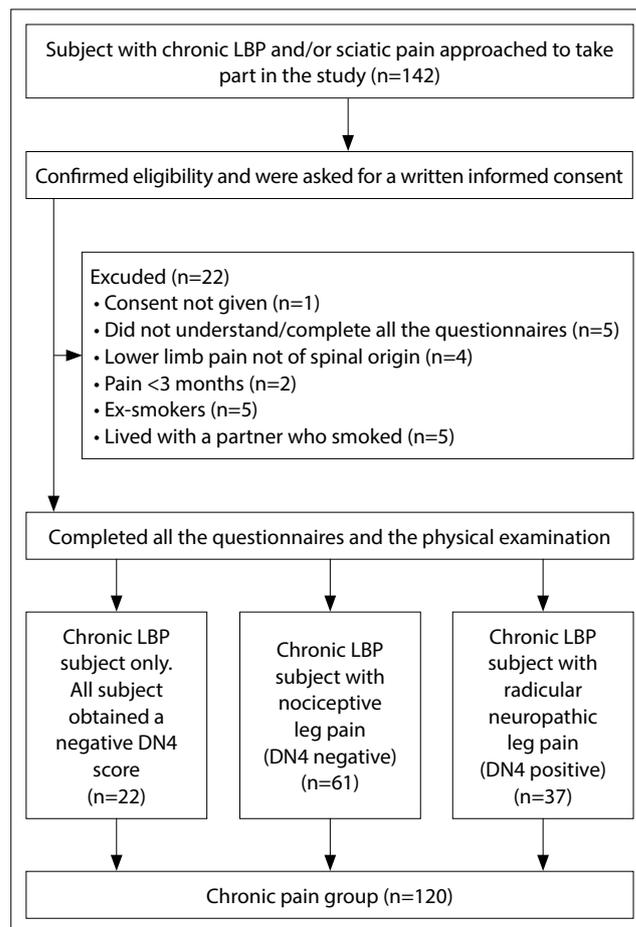 Subject with chronic LBP and/or sciatic pain approached to take
part in the study (n=142)
Confirmed eligibility and were asked for a written informed consent
Excuded (n=22)
• Consent not given (n=1)
• Did not understand/complete all the questionnaires (n=5)
• Lower limb pain not of spinal origin (n=4)
• Pain <3 months (n=2)
• Ex-smokers (n=5)
• Lived with a partner who smoked (n=5)
Completed all the questionnaires and the physical examination
Chronic LBP
subject only.
All subject
obtained a
negative DN4
score
(n=22)
Chronic LBP
subject with
nociceptive
leg pain
(DN4 negative)
(n=61)
Chronic LBP
subject with
radicular
neuropathic
leg pain
(DN4 positive)
(n=37)
Chronic pain group (n=120)